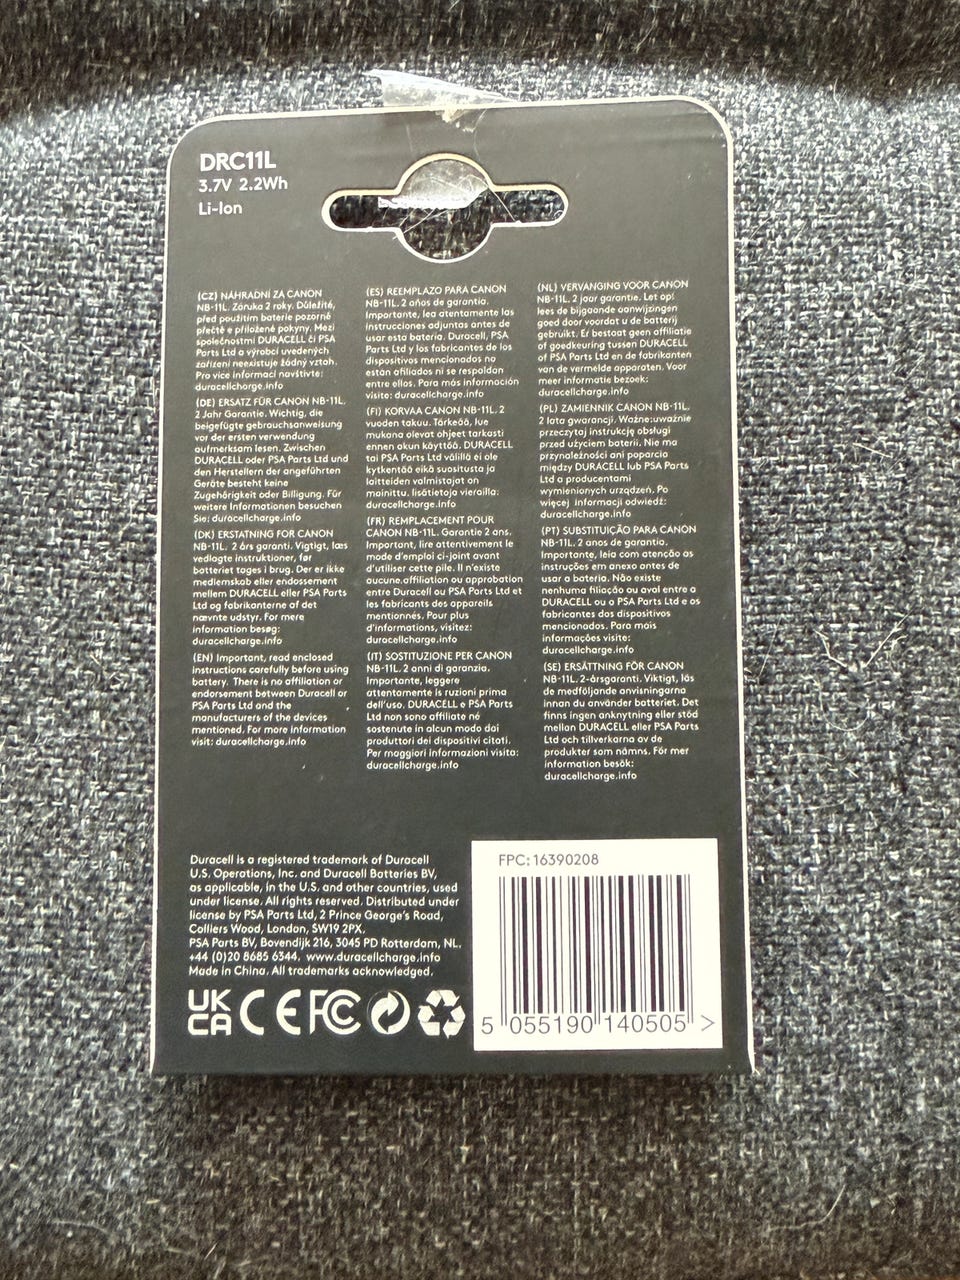 DRC11L
3.7V 2.2Wh
Li-Ion
(CZ) NÁHRADNÍ ZA CANON
NB-11L. Záruka 2 roky. Důležité,
před použitím baterie pozorně
přečtě e přiložené pokyny. Mezi
společnostmi DURACELL či PSA
Parts Ltd a výrobci uvedených
zařízení neexistuje žádný vztah.
Pro více informací navštivte:
duracellcharge.info
(DE) ERSATZ FÜR CANON NB-11L.
2 Jahr Garantie. Wichtig, die
beigefügte gebrauchsanweisung
vor der ersten verwendung
aufmerksam lesen. Zwischen
DURACELL oder PSA Parts Ltd und
den Herstellern der angeführten
Geräte besteht keine
Zugehörigkeit oder Billigung. Für
weitere Informationen besuchen
Sie: duracellcharge.info
(DK) ERSTATNING FOR CANON
NB-11L. 2 års garanti. Vigtigt, læs
vedlagte instruktioner, før
batteriet tages i brug. Der er ikke
medlemskab eller endossement
mellem DURACELL eller PSA Parts
Ltd og fabrikanterne af det
nævnte udstyr. For mere
information besøg:
duracellcharge.info
(EN) Important, read enclosed
instructions carefully before using
battery. There is no affiliation or
endorsement between Duracell or
PSA Parts Ltd and the
manufacturers of the devices
mentioned. For more information
visit: duracellcharge.info
(ES) REEMPLAZO PARA CANON
NB-11L. 2 años de garantia.
Importante, lea atentamente las
instrucciones adjuntas antes de
usar esta bateria. Duracell, PSA
Parts Ltd y los fabricantes de los
dispositivos mencionados no
están afiliados ni se respaldan
entre ellos. Para más información
visite: duracellcharge.info
(FI) KORVAA CANON NB-11L. 2
vuoden takuu. Tärkeää, lue
mukana olevat ohjeet tarkasti
ennen akun käyttöä. DURACELL
tai PSA Parts Ltd välillä ei ole
kytkentää eikä suositusta ja
laitteiden valmistajat on
mainittu. lisätietoja vierailla:
duracellcharge.info
(FR) REMPLACEMENT POUR
CANON NB-11L. Garantie 2 ans.
Important, lire attentivement le
mode d'emploi ci-joint avant
d'utiliser cette pile. Il n'existe
aucune.affiliation ou approbation
entre Duracell ou PSA Parts Ltd et
les fabricants des appareils
mentionnés. Pour plus
d'informations, visitez:
duracellcharge.info
(IT) SOSTITUZIONE PER CANON
NB-11L. 2 anni di garanzia.
Importante, leggere
attentamente is ruzioni prima
dell'uso. DURACELL e PSA Parts
Ltd non sono affiliate né
sostenute in alcun modo dai
produttori dei dispositivi citati.
Per maggiori Informazioni visita:
duracellcharge.info
(NL) VERVANGING VOOR CANON
NB-11L. 2 jaar garantie. Let op!
lees de bijgaande aanwijzingen
goed door voordat u de batterij
gebruikt. Er bestaat geen affiliatie
of goedkeuring tussen DURACELL
of PSA Parts Ltd en de fabrikanten
van de vermelde apparaten. Voor
meer informatie bezoek:
duracellcharge.info
(PL) ZAMIENNIK CANON NB-11L.
2 lata gwarancji. Ważne:uważnie
przeczytaj instrukcję obsługi
przed użyciem baterii. Nie ma
przynależności ani poparcia
między DURACELL lub PSA Parts
Ltd a producentami
wymienionych urządzeń. Po
więcej informacji odwiedź:
duracellcharge.info
(PT) SUBSTITUIÇÃO PARA CANON
NB-11L. 2 anos de garantia.
Importante, leia com atenção as
instruções em anexo antes de
usar a bateria. Não existe
nenhuma filiação ou aval entre a
DURACELL ou a PSA Parts Ltd e os
fabricantes dos dispositivos
mencionados. Para mais
informações visite:
duracellcharge.info
(SE) ERSÄTTNING FÖR CANON
NB-11L. 2-årsgaranti. Viktigt, läs
de medföljande anvisningarna
innan du använder batteriet. Det
finns ingen anknytning eller stöd
mellan DURACELL eller PSA Parts
Ltd och tillverkarna av de
produkter som nämns. För mer
information besök:
duracellcharge.info
Duracell is a registered trademark of Duracell
U.S. Operations, Inc. and Duracell Batteries BV,
as applicable, in the U.S. and other countries, used
under license. All rights reserved. Distributed under
license by PSA Parts Ltd, 2 Prince George's Road,
Colliers Wood, London, SW19 2PX.
PSA Parts BV, Bovendijk 216, 3045 PD Rotterdam, NL.
+44 (0)20 8685 6344. www.duracellcharge.info
Made in China. All trademarks acknowledged.
UK
CA CE FC
FPC: 16390208
5 055190 140505 >